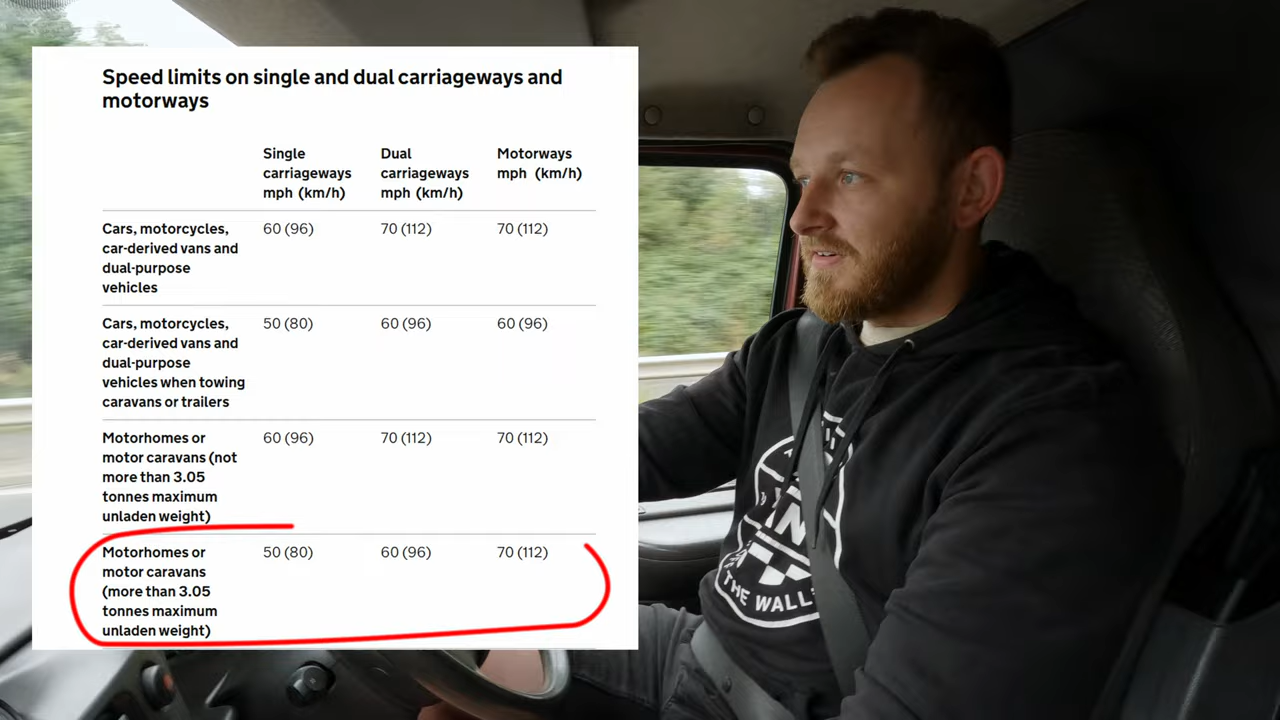 Speed limits on single and dual carriageways and
motorways
Single
carriageways
mph (km/h)
Dual
carriageways
mph (km/h)
Motorways
mph (km/h)
Cars, motorcycles,
car-derived vans and
dual-purpose
vehicles
60 (96)
70 (112)
70 (112)
Cars, motorcycles,
car-derived vans and
dual-purpose
vehicles when towing
caravans or trailers
50 (80)
60 (96)
60 (96)
Motorhomes or
motor caravans (not
more than 3.05
tonnes maximum
unladen weight)
60 (96)
70 (112)
70 (112)
Motorhomes or
motor caravans
(more than 3.05
tonnes maximum
unladen weight)
50 (80)
60 (96)
70 (112)
THE WALL